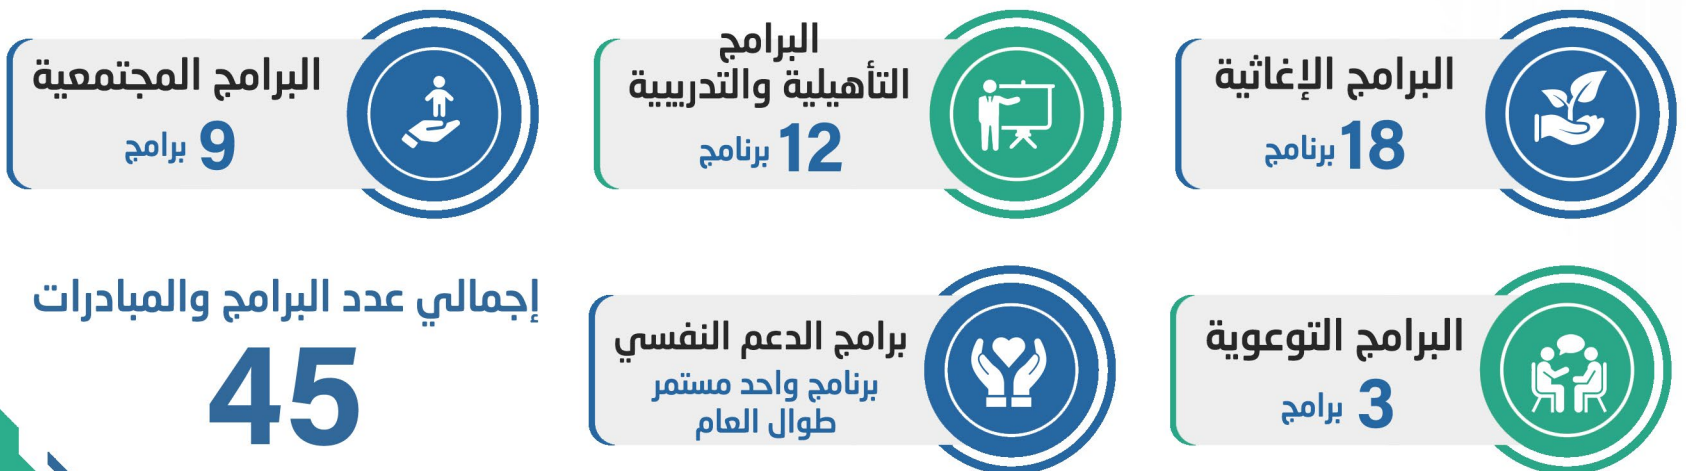 البرامج الإغاثية
18 برنامج
البرامج
التأهيلية والتدريبية
12 برنامج
البرامج المجتمعية
9 برامج
البرامج التوعوية
3 برامج
برامج الدعم النفسي
برنامج واحد مستمر
طوال العام
إجمالي عدد البرامج والمبادرات
45